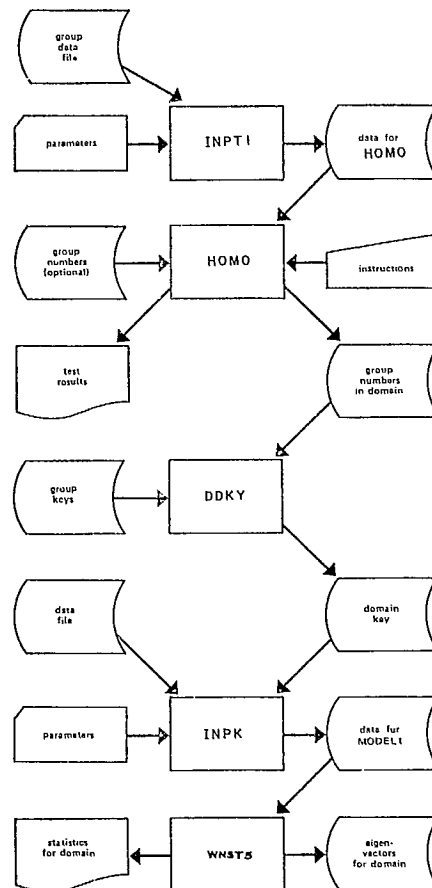 group
data
file
parameters
INPT1
data for
HOMO
group
numbers
(optional)
HOMO
instructions
test
results
group
numbers
in domain
group
keys
DDKY
data
file
domain
key
parameters
INPK
data for
MODEL1
statistics
for domain
WNST5
eigen-
vectors
for domain